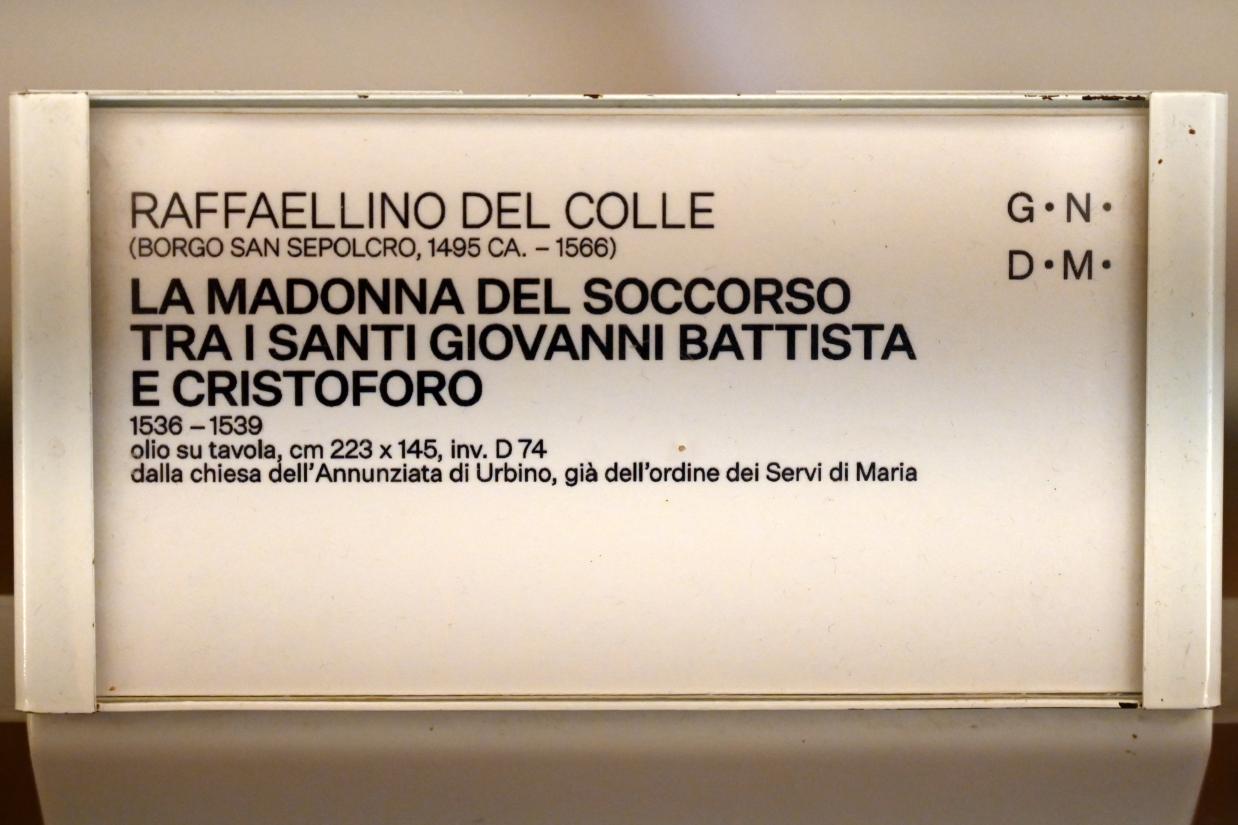 RAFFAELLINO DEL COLLE
(BORGO SAN SEPOLCRO, 1495 CA. – 1566)
LA MADONNA DEL SOCCORSO
TRA I SANTI GIOVANNI BATTISTA
E CRISTOFORO
1536 – 1539
olio su tavola, cm 223 x 145, inv. D 74
dalla chiesa dell'Annunziata di Urbino, già dell'ordine dei Servi di Maria
G•N•
D•M•